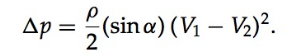 Δp = ρ/2 (sin α) (V₁ − V₂)².